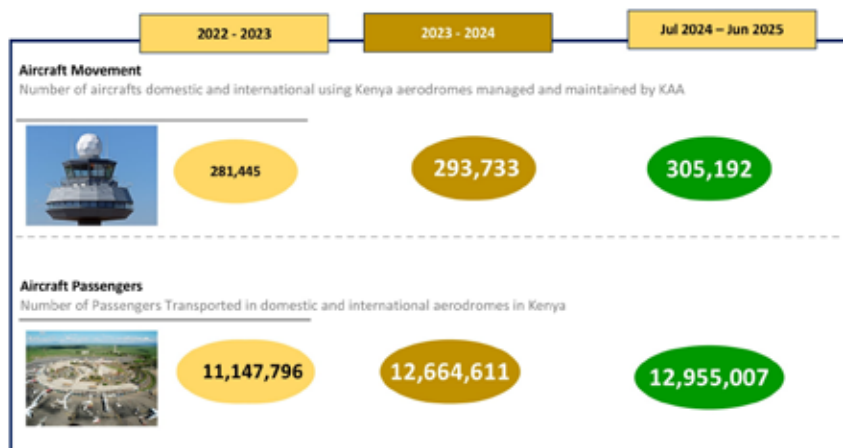 2022 - 2023
2023 - 2024
Jul 2024 – Jun 2025
Aircraft Movement
Number of aircrafts domestic and international using Kenya aerodromes managed and maintained by KAA
281,445
293,733
305,192
Aircraft Passengers
Number of Passengers Transported in domestic and international aerodromes in Kenya
11,147,796
12,664,611
12,955,007